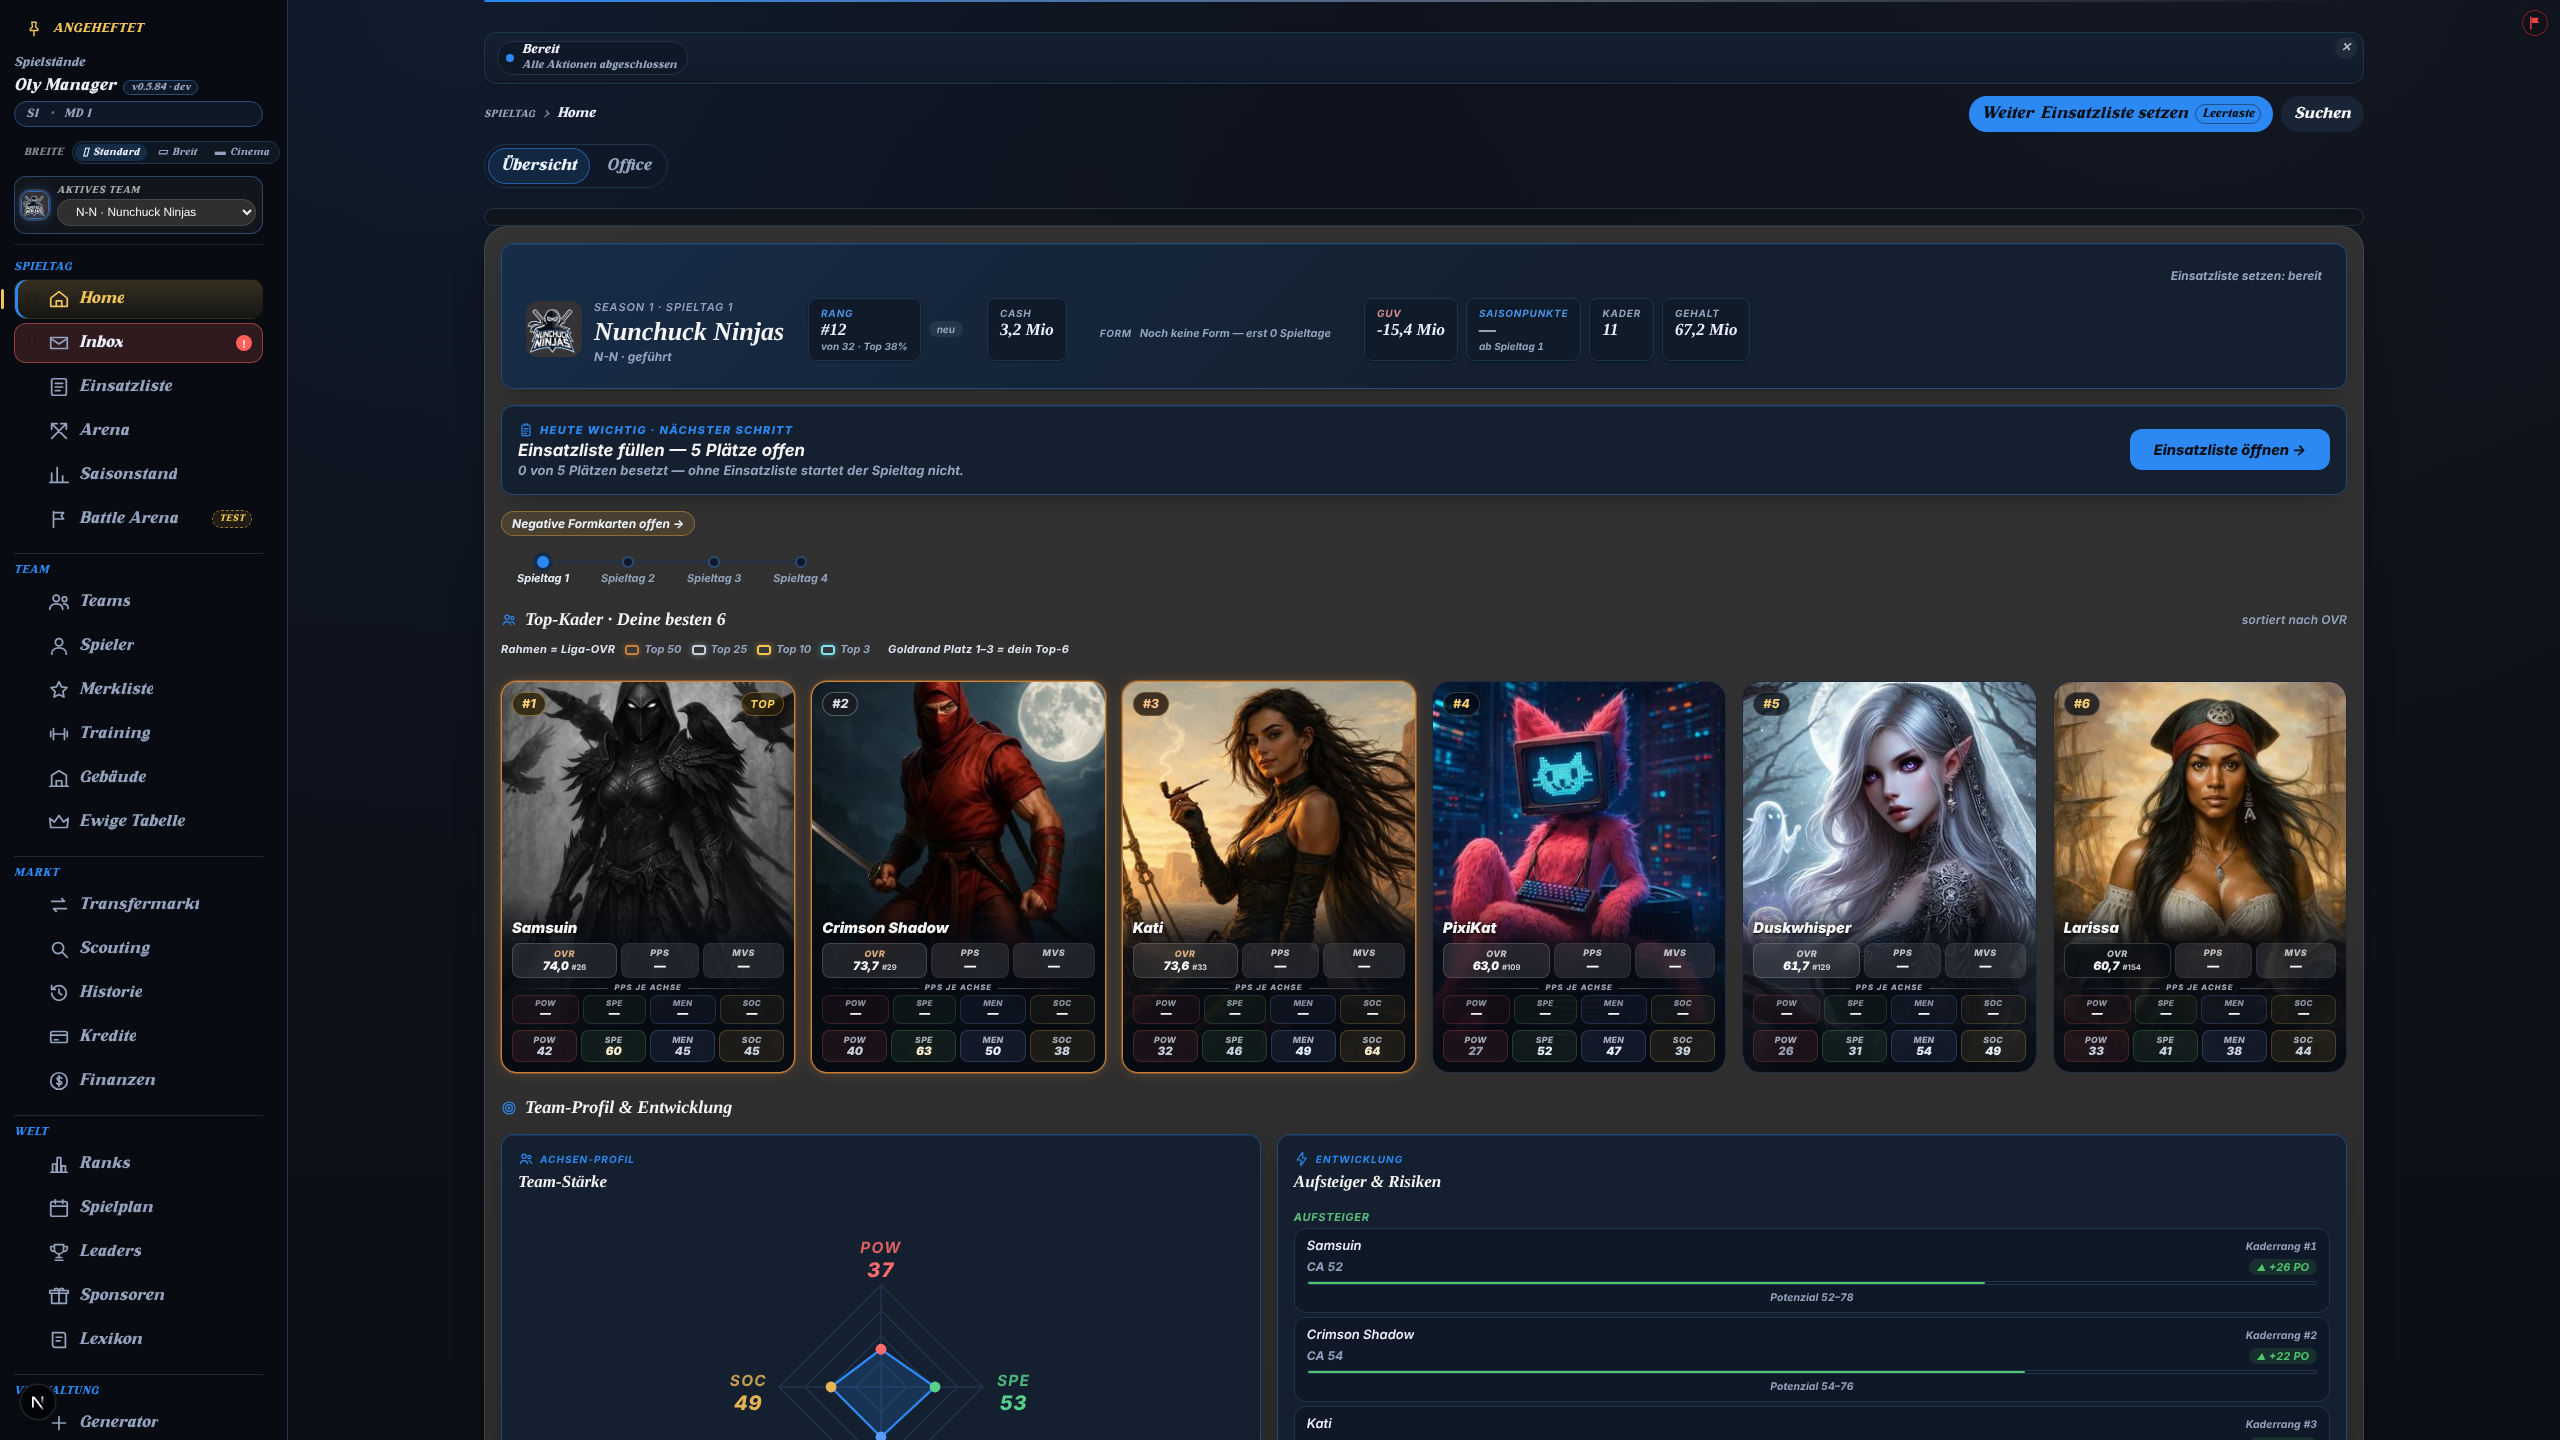 ANGEHEFTET
Spielstände
Oly Manager v0.5.84 · dev
S1 · MD 1
BREITE Standard Breit Cinema
AKTIVES TEAM
N-N · Nunchuck Ninjas
SPIELTAG
Home
Inbox !
Einsatzliste
Arena
Saisonstand
Battle Arena TEST
TEAM
Teams
Spieler
Merkliste
Training
Gebäude
Ewige Tabelle
MARKT
Transfermarkt
Scouting
Historie
Kredite
Finanzen
WELT
Ranks
Spielplan
Leaders
Sponsoren
Lexikon
N
Generator
Bereit
Alle Aktionen abgeschlossen
SPIELTAG › Home
Weiter Einsatzliste setzen Leertaste
Suchen
Übersicht Office
Einsatzliste setzen: bereit
NUNCHUCK NINJAS
SEASON 1 · SPIELTAG 1
Nunchuck Ninjas
N-N · geführt
RANG
#12
von 32 · Top 38%
neu
CASH
3,2 Mio
FORM Noch keine Form — erst 0 Spieltage
GUV
-15,4 Mio
SAISONPUNKTE
—
ab Spieltag 1
KADER
11
GEHALT
67,2 Mio
HEUTE WICHTIG · NÄCHSTER SCHRITT
Einsatzliste füllen — 5 Plätze offen
0 von 5 Plätzen besetzt — ohne Einsatzliste startet der Spieltag nicht.
Einsatzliste öffnen →
Negative Formkarten offen →
Spieltag 1 Spieltag 2 Spieltag 3 Spieltag 4
Top-Kader · Deine besten 6
sortiert nach OVR
Rahmen = Liga-OVR Top 50 Top 25 Top 10 Top 3 Goldrand Platz 1–3 = dein Top-6
#1 TOP
Samsuin
OVR PPS MVS
74,0 #26 — —
PPS JE ACHSE
POW SPE MEN SOC
— — — —
POW SPE MEN SOC
42 60 45 45
#2
Crimson Shadow
OVR PPS MVS
73,7 #29 — —
PPS JE ACHSE
POW SPE MEN SOC
— — — —
POW SPE MEN SOC
40 63 50 38
#3
Kati
OVR PPS MVS
73,6 #33 — —
PPS JE ACHSE
POW SPE MEN SOC
— — — —
POW SPE MEN SOC
32 46 49 64
#4
PixiKat
OVR PPS MVS
63,0 #109 — —
PPS JE ACHSE
POW SPE MEN SOC
— — — —
POW SPE MEN SOC
27 52 47 39
#5
Duskwhisper
OVR PPS MVS
61,7 #129 — —
PPS JE ACHSE
POW SPE MEN SOC
— — — —
POW SPE MEN SOC
26 31 54 49
#6
Larissa
OVR PPS MVS
60,7 #154 — —
PPS JE ACHSE
POW SPE MEN SOC
— — — —
POW SPE MEN SOC
33 41 38 44
Team-Profil & Entwicklung
ACHSEN-PROFIL
Team-Stärke
POW
37
SOC
49
SPE
53
ENTWICKLUNG
Aufsteiger & Risiken
AUFSTEIGER
Samsuin Kaderrang #1
CA 52 ▲ +26 PO
Potenzial 52–78
Crimson Shadow Kaderrang #2
CA 54 ▲ +22 PO
Potenzial 54–76
Kati Kaderrang #3